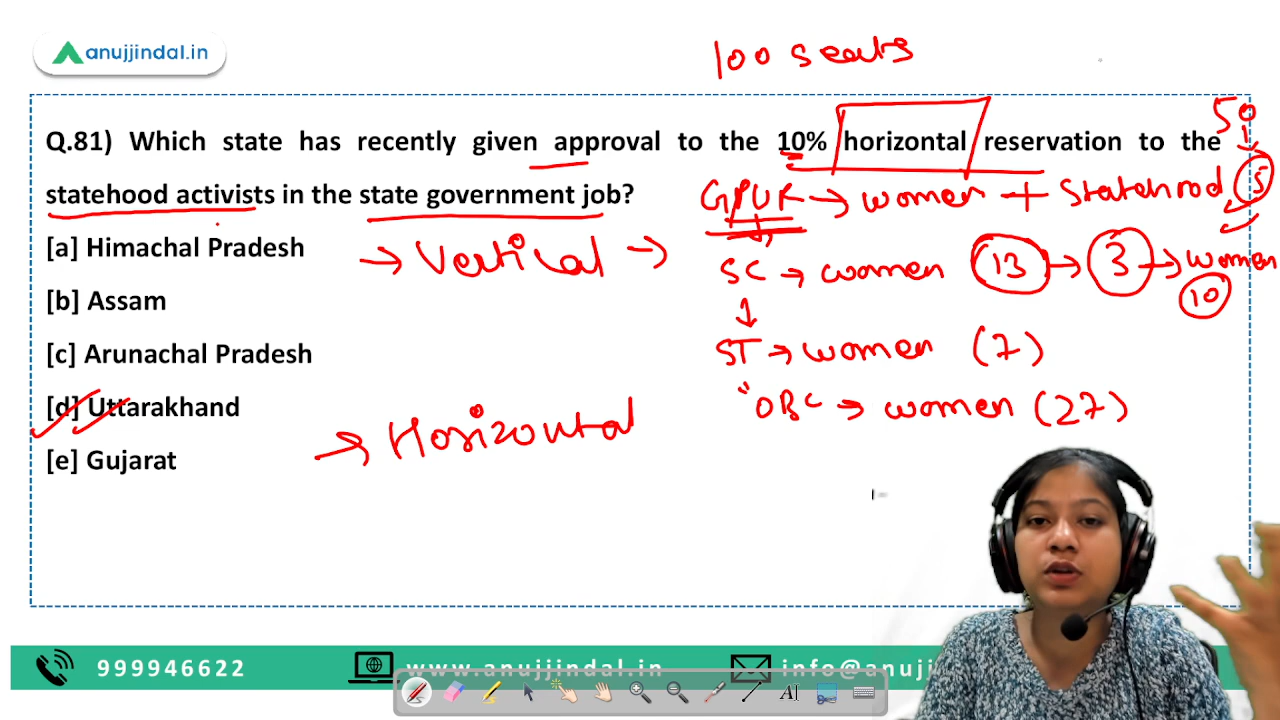 anujjindal.in
100 seats
Q.81) Which state has recently given approval to the 10% horizontal reservation to the
50
statehood activists in the state government job?
women + Statehood 5
[a] Himachal Pradesh
→ Vertical →
SC → women 13 → 3 → women
10
[b] Assam
ST → women (7)
[c] Arunachal Pradesh
[d] Uttarakhand
"OBC → women (27)
→ Horizontal
[e] Gujarat
999946622
www.anujjindal.in
info@anujj